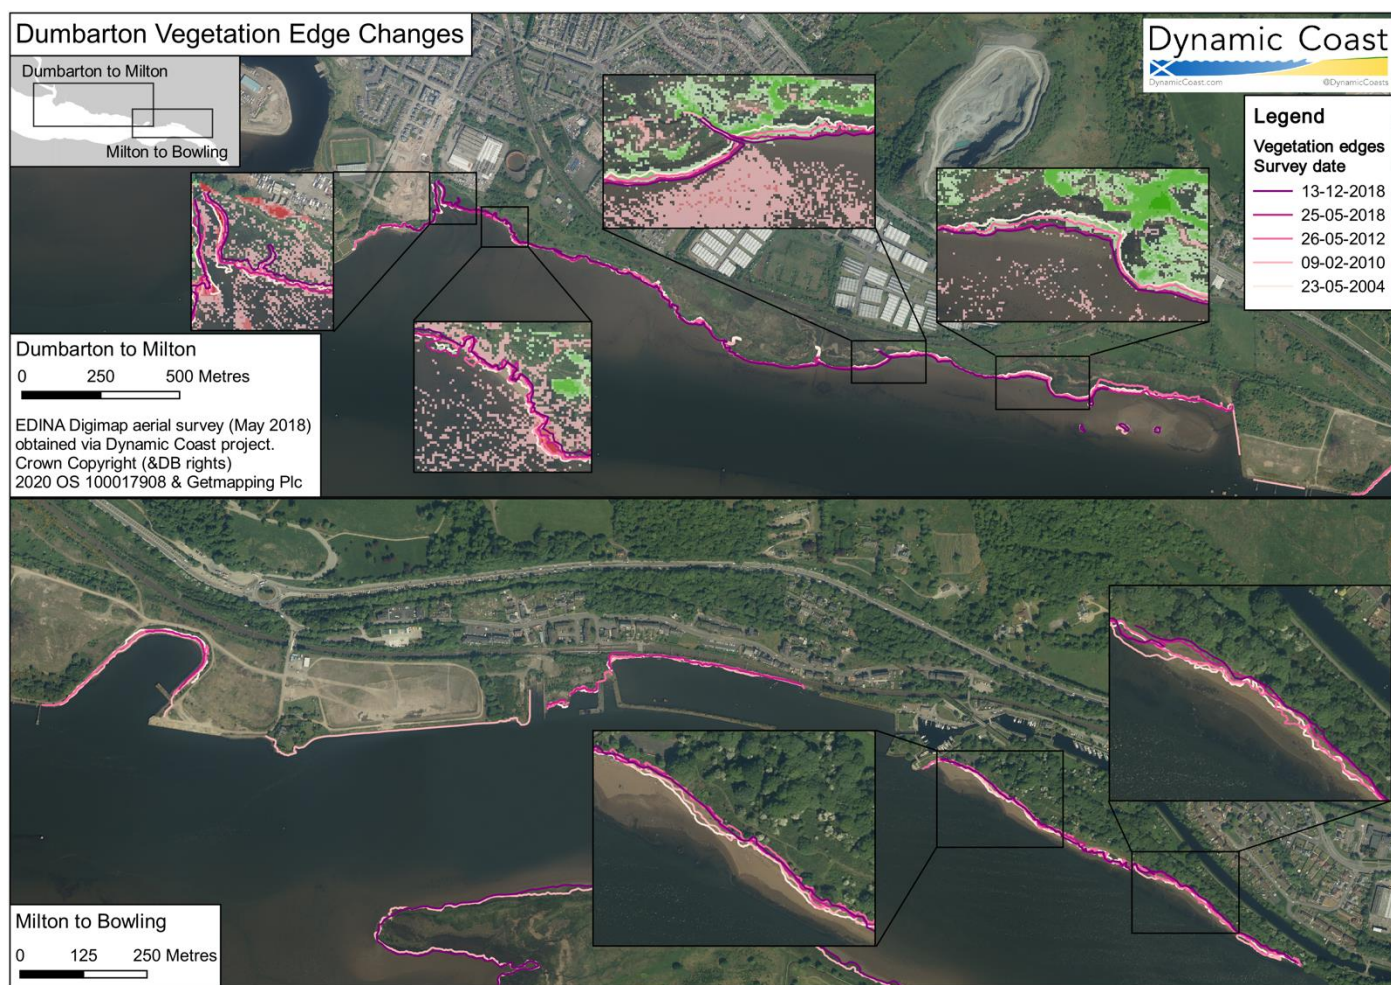 Dumbarton Vegetation Edge Changes
Dumbarton to Milton
Milton to Bowling
Dynamic Coast
DynamicCoast.com @DynamicCoasts
Legend
Vegetation edges
Survey date
13-12-2018
25-05-2018
26-05-2012
09-02-2010
23-05-2004
Dumbarton to Milton
0 250 500 Metres
EDINA Digimap aerial survey (May 2018)
obtained via Dynamic Coast project.
Crown Copyright (&DB rights)
2020 OS 100017908 & Getmapping Plc
Milton to Bowling
0 125 250 Metres